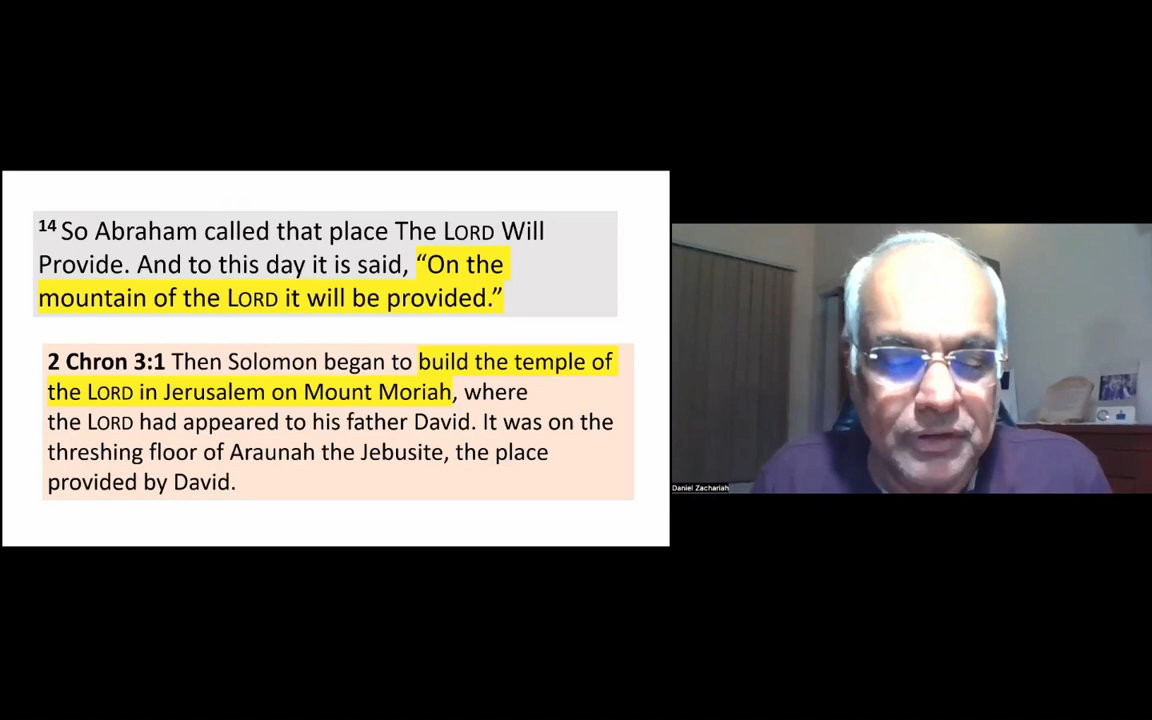 14 So Abraham called that place The LORD Will
Provide. And to this day it is said, “On the
mountain of the LORD it will be provided.”
2 Chron 3:1 Then Solomon began to build the temple of
the LORD in Jerusalem on Mount Moriah, where
the LORD had appeared to his father David. It was on the
threshing floor of Araunah the Jebusite, the place
provided by David.
Daniel Zachariah